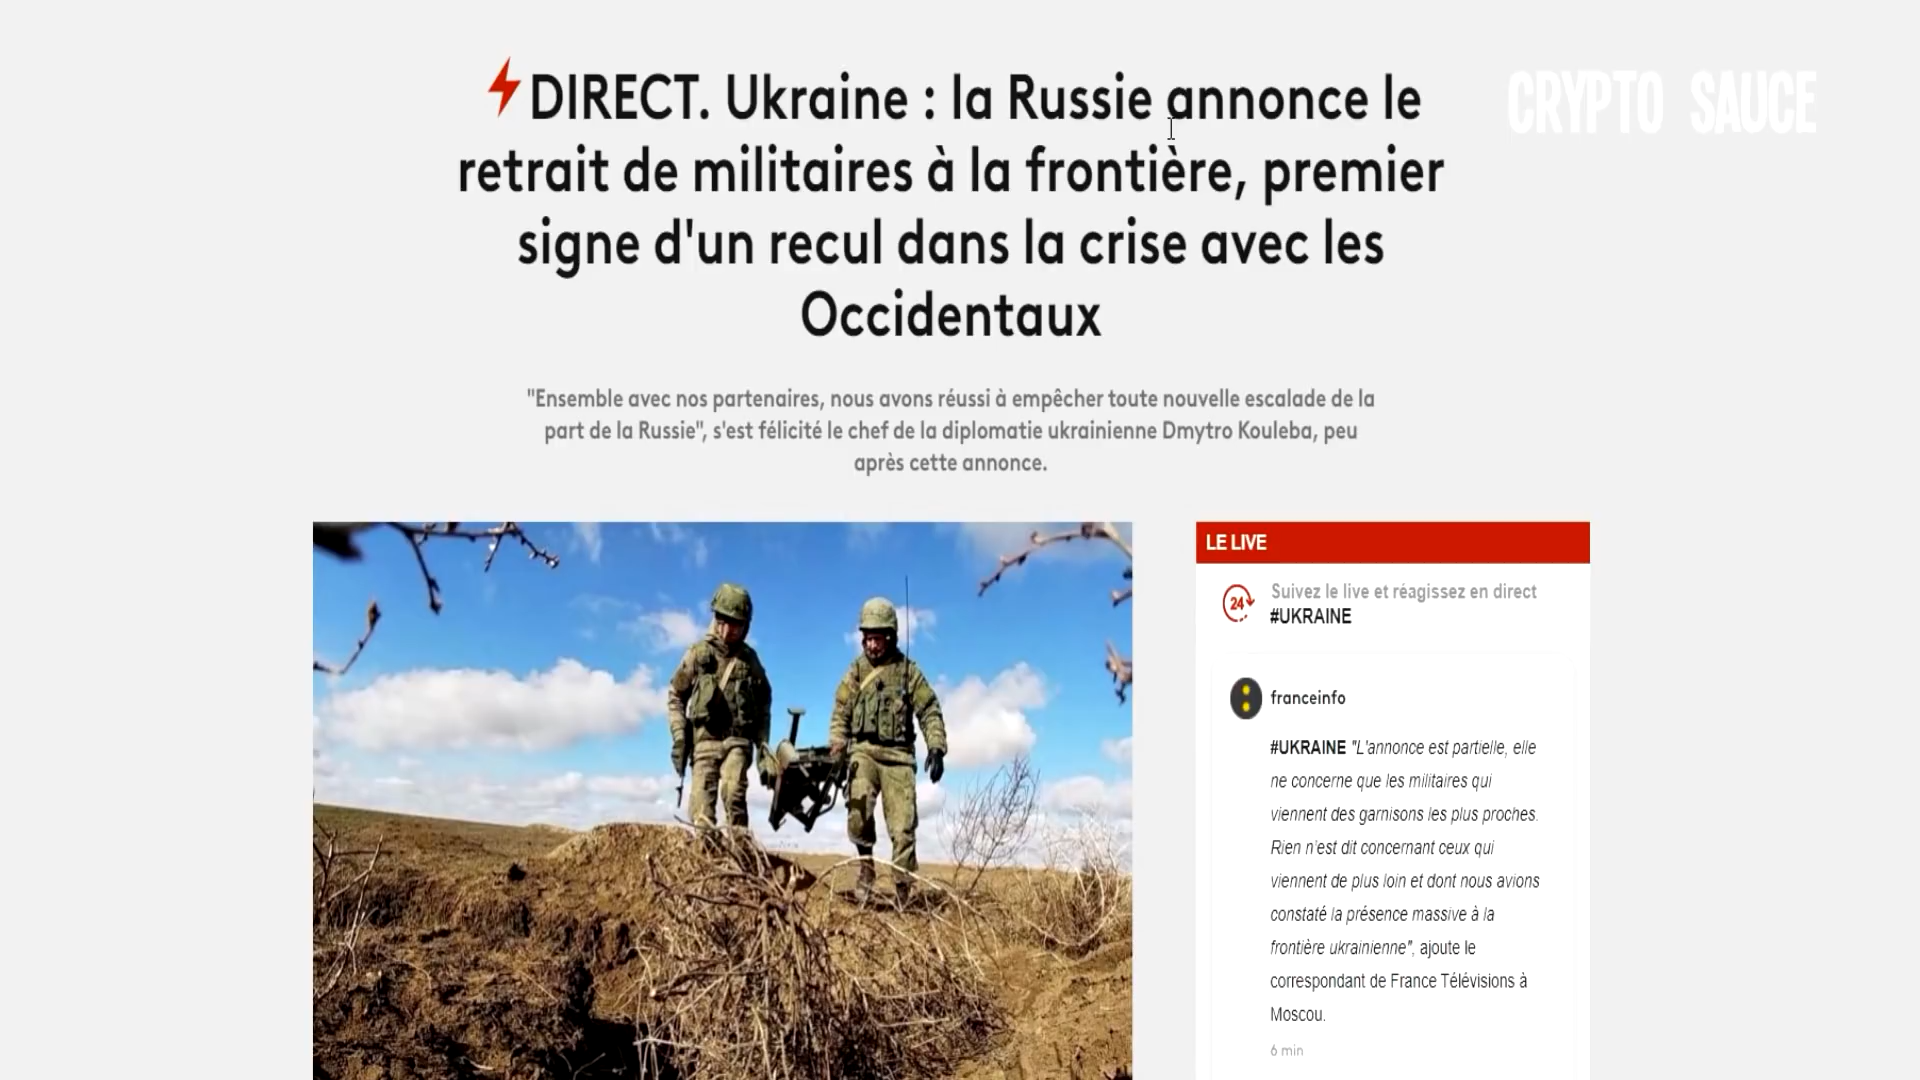 DIRECT. Ukraine : la Russie annonce le
retrait de militaires à la frontière, premier
signe d'un recul dans la crise avec les
Occidentaux
CRYPTO SAUCE
"Ensemble avec nos partenaires, nous avons réussi à empêcher toute nouvelle escalade de la
part de la Russie", s'est félicité le chef de la diplomatie ukrainienne Dmytro Kouleba, peu
après cette annonce.
LE LIVE
24
Suivez le live et réagissez en direct
#UKRAINE
franceinfo
#UKRAINE "L'annonce est partielle, elle
ne concerne que les militaires qui
viennent des garnisons les plus proches.
Rien n'est dit concernant ceux qui
viennent de plus loin et dont nous avions
constaté la présence massive à la
frontière ukrainienne", ajoute le
correspondant de France Télévisions à
Moscou.
6 min